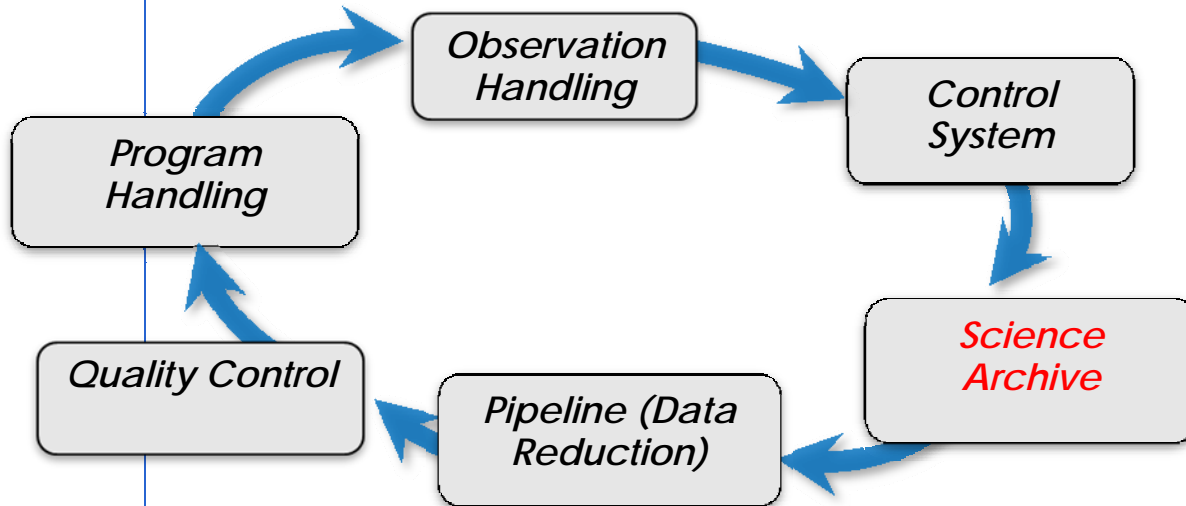 Observation
Handling
Control
System
Program
Handling
Science
Archive
Quality Control
Pipeline (Data
Reduction)